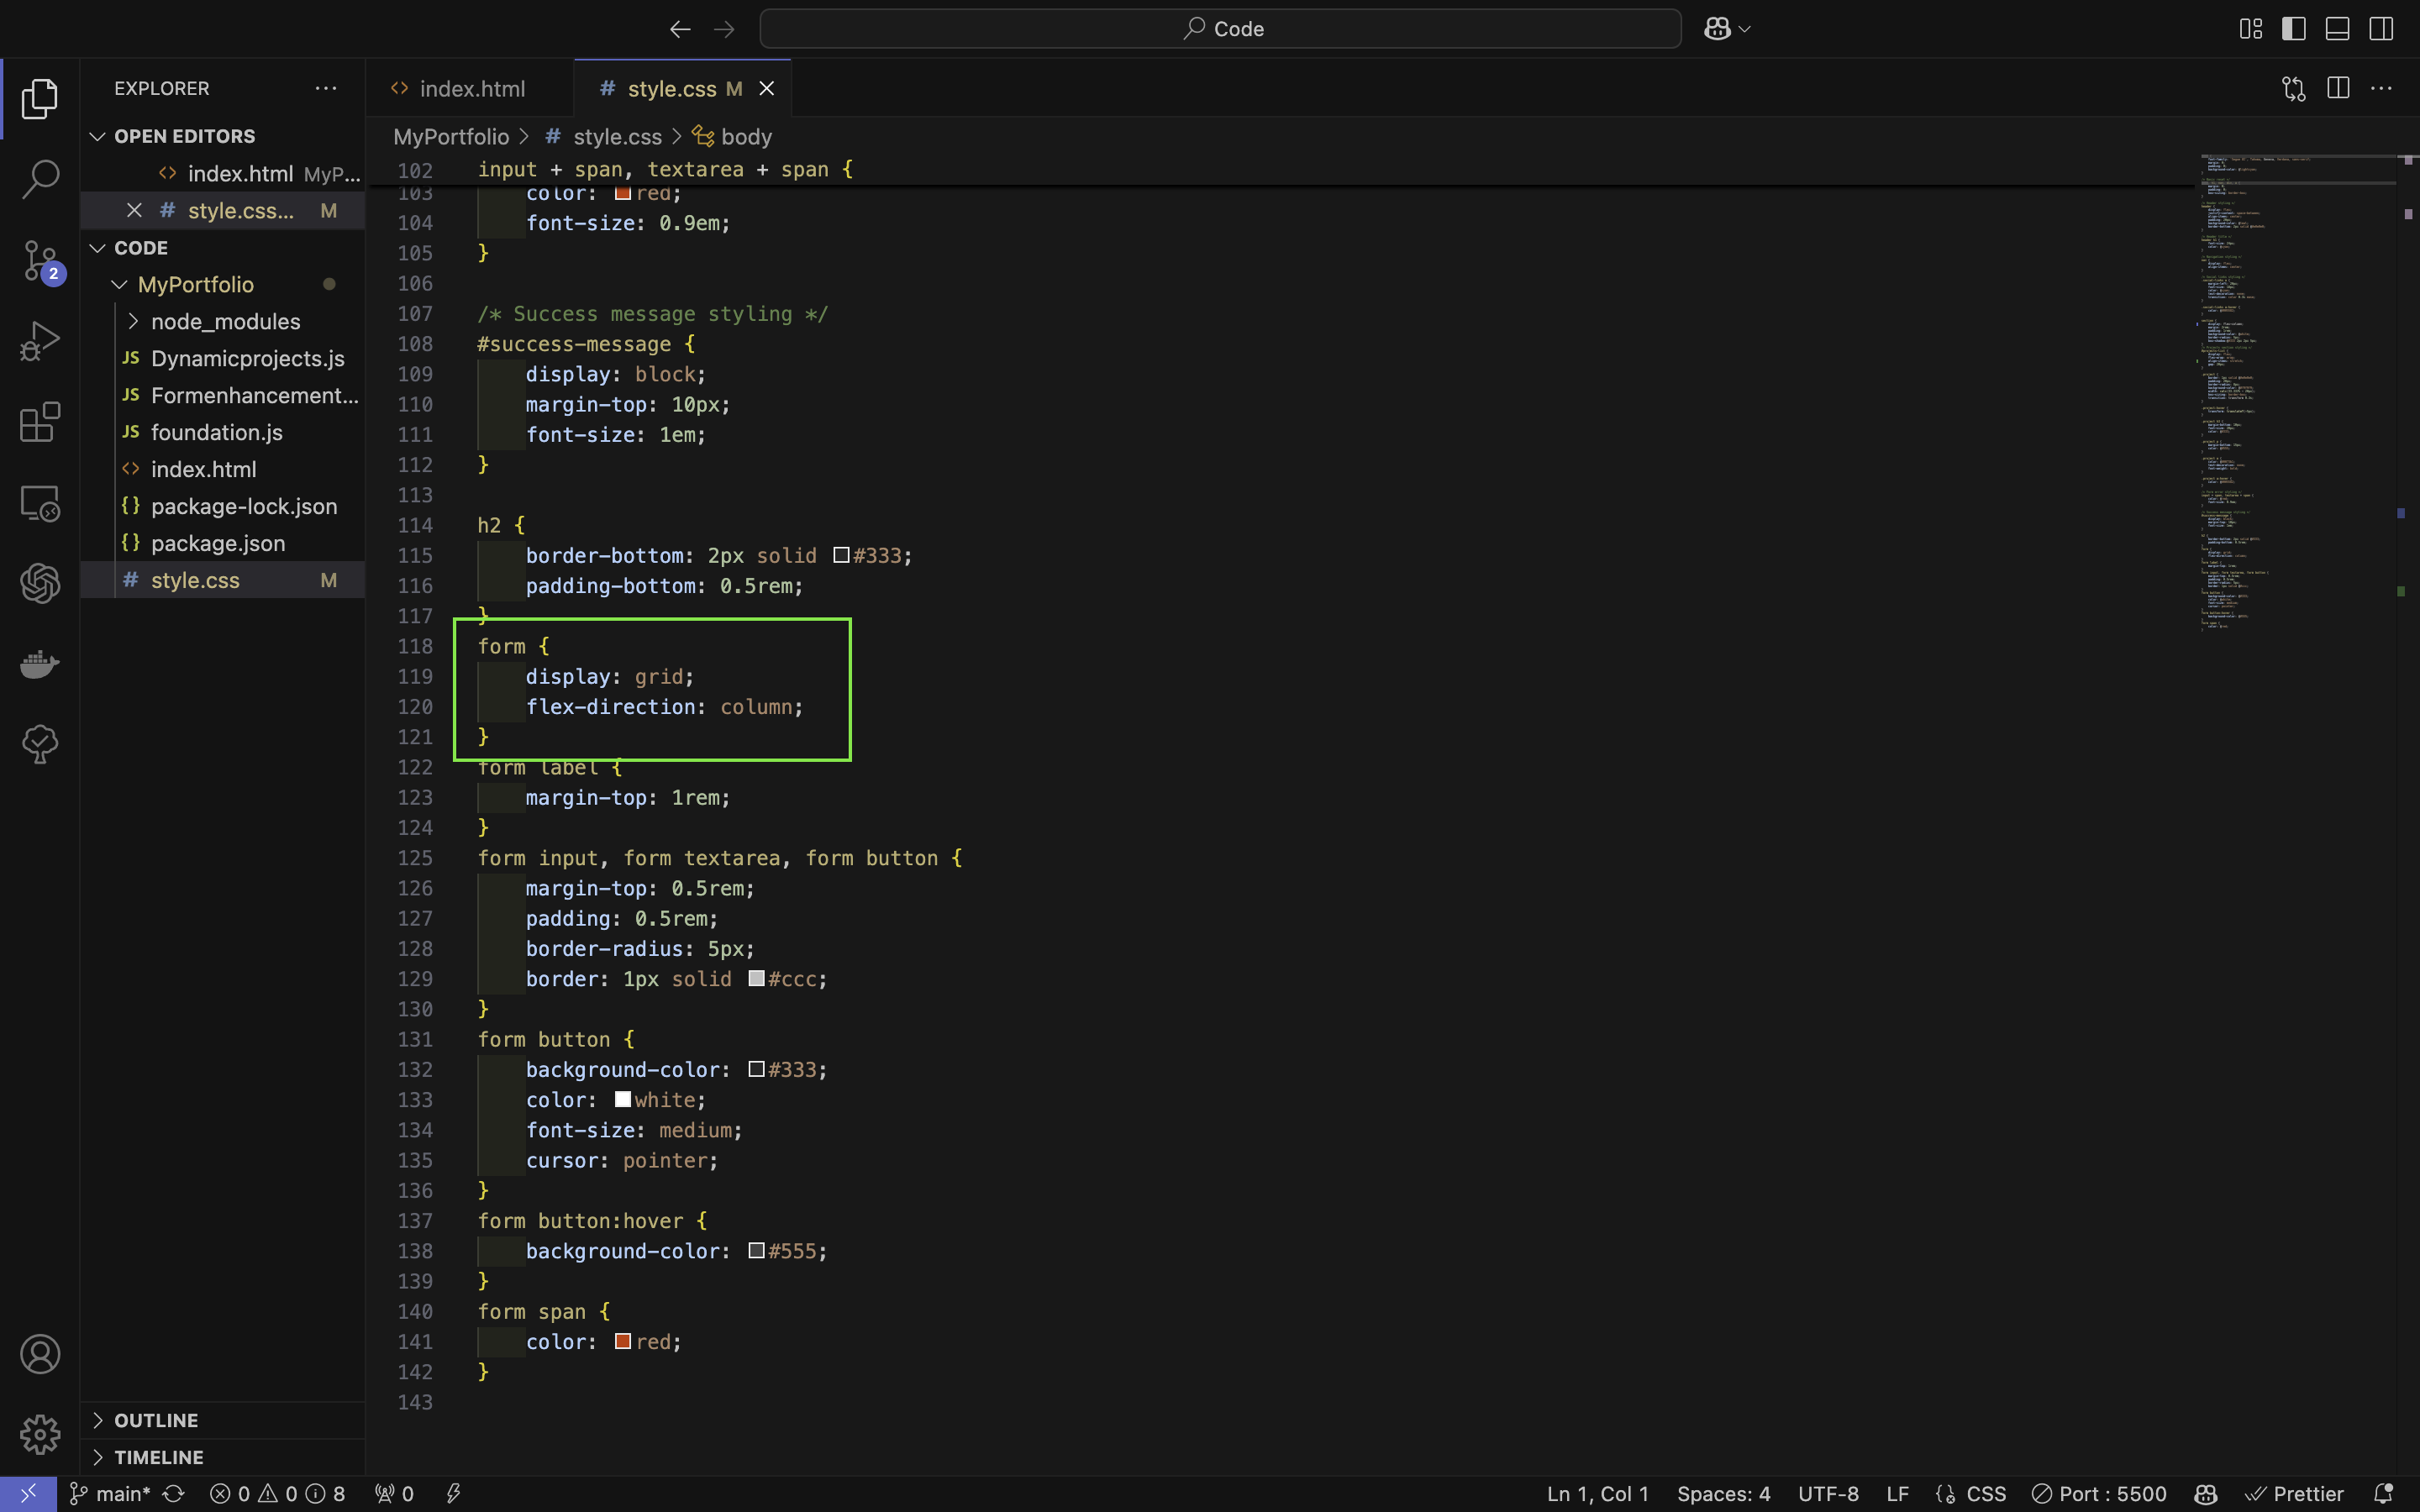 Code
EXPLORER
OPEN EDITORS
index.html MyP...
style.css... M
CODE
MyPortfolio
node_modules
JS Dynamicprojects.js
JS Formenhancement...
JS foundation.js
index.html
{} package-lock.json
{} package.json
# style.css M
2
OUTLINE
TIMELINE
<> index.html
# style.css M
MyPortfolio > # style.css > body
102 input + span, textarea + span {
103 color: red;
104 font-size: 0.9em;
105 }
106
107 /* Success message styling */
108 #success-message {
109 display: block;
110 margin-top: 10px;
111 font-size: 1em;
112 }
113
114 h2 {
115 border-bottom: 2px solid #333;
116 padding-bottom: 0.5rem;
117 }
118 form {
119 display: grid;
120 flex-direction: column;
121 }
122 form label {
123 margin-top: 1rem;
124 }
125 form input, form textarea, form button {
126 margin-top: 0.5rem;
127 padding: 0.5rem;
128 border-radius: 5px;
129 border: 1px solid #ccc;
130 }
131 form button {
132 background-color: #333;
133 color: white;
134 font-size: medium;
135 cursor: pointer;
136 }
137 form button:hover {
138 background-color: #555;
139 }
140 form span {
141 color: red;
142 }
143
main* 0 0 8 0
Ln 1, Col 1 Spaces: 4 UTF-8 LF {} CSS Port : 5500 Prettier